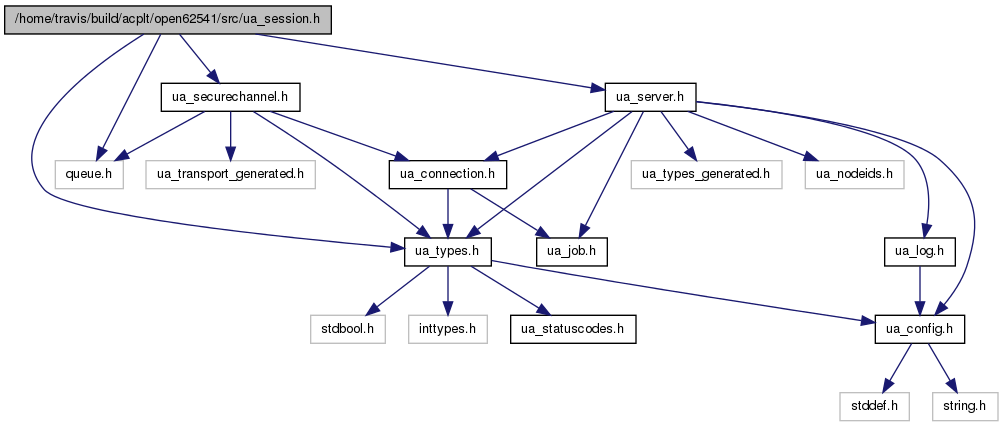 /home/travis/build/acplt/open62541/src/ua_session.h
ua_securechannel.h
ua_server.h
queue.h
ua_transport_generated.h
ua_connection.h
ua_types_generated.h
ua_nodeids.h
ua_types.h
ua_job.h
ua_log.h
stdbool.h
inttypes.h
ua_statuscodes.h
ua_config.h
stddef.h
string.h